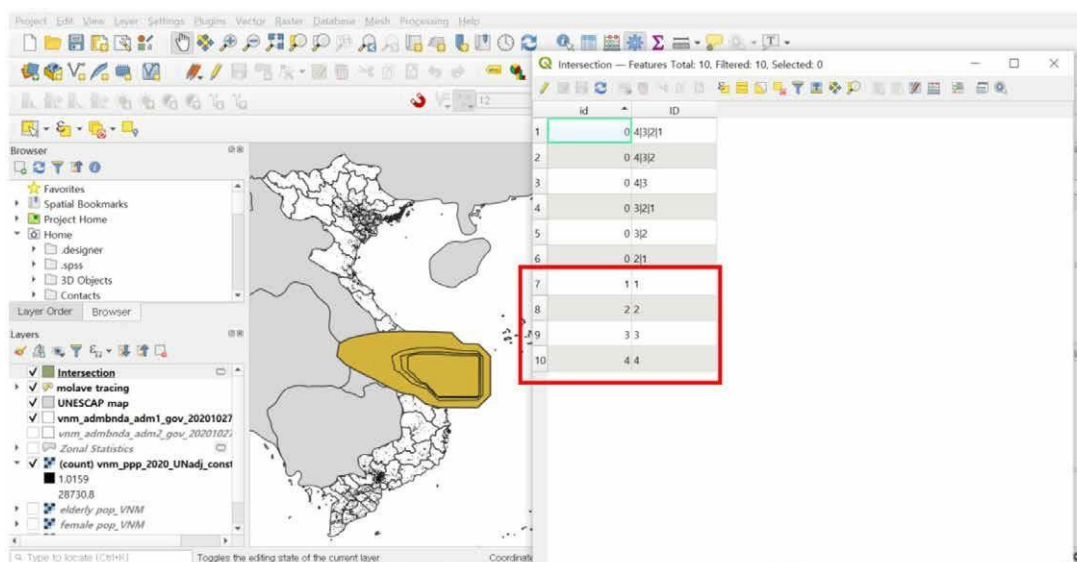 Project Edit View Layer Settings Plugins Vector Raster Database Mesh Processing Help
Intersection — Features Total: 10, Filtered: 10, Selected: 0
12
id ID
1 0 4|3|2|1
2 0 4|3|2
3 0 4|3
4 0 3|2|1
5 0 3|2
6 0 2|1
7 1 1
8 2 2
9 3 3
10 4 4
Browser
Favorites
Spatial Bookmarks
Project Home
Home
.designer
.spss
3D Objects
Contacts
Layer Order Browser
Layers
Intersection
molave tracing
UNESCAP map
vnm_admbnda_adm1_gov_20201027
vnm_admbnda_adm2_gov_20201027
Zonal Statistics
(count) vnm_ppp_2020_UNadj_const
1.0159
28730.8
elderly pop_VNM
female pop_VNM
Type to locate (Ctrl+K) Toggles the editing state of the current layer Coordinate